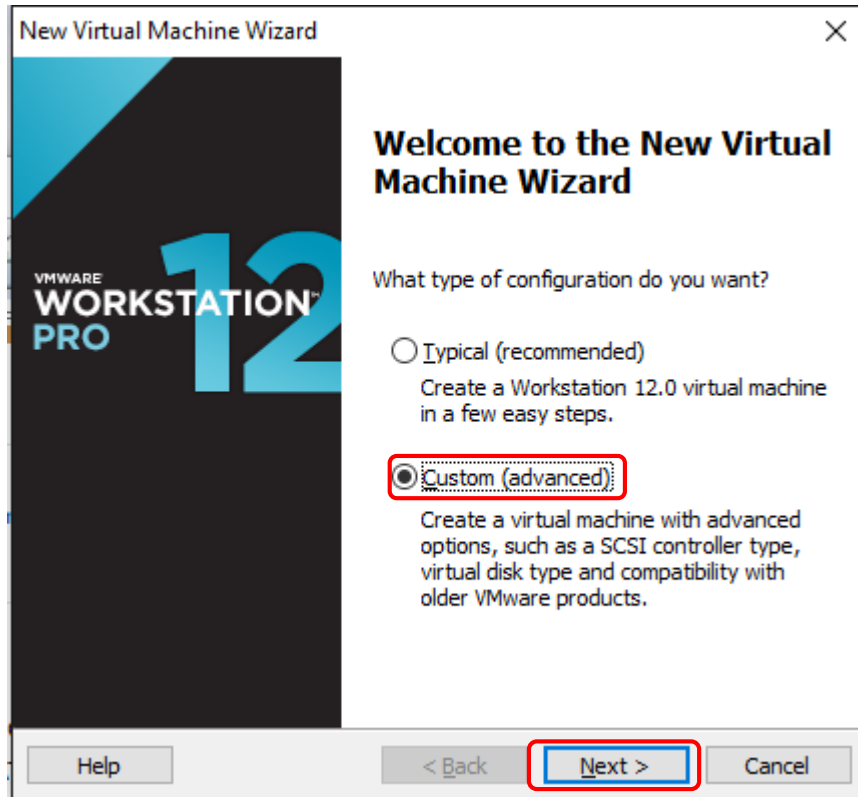 New Virtual Machine Wizard
Welcome to the New Virtual
Machine Wizard
VMWARE
WORKSTATION™
PRO
12
What type of configuration do you want?
Typical (recommended)
Create a Workstation 12.0 virtual machine
in a few easy steps.
Custom (advanced)
Create a virtual machine with advanced
options, such as a SCSI controller type,
virtual disk type and compatibility with
older VMware products.
Help
< Back
Next >
Cancel